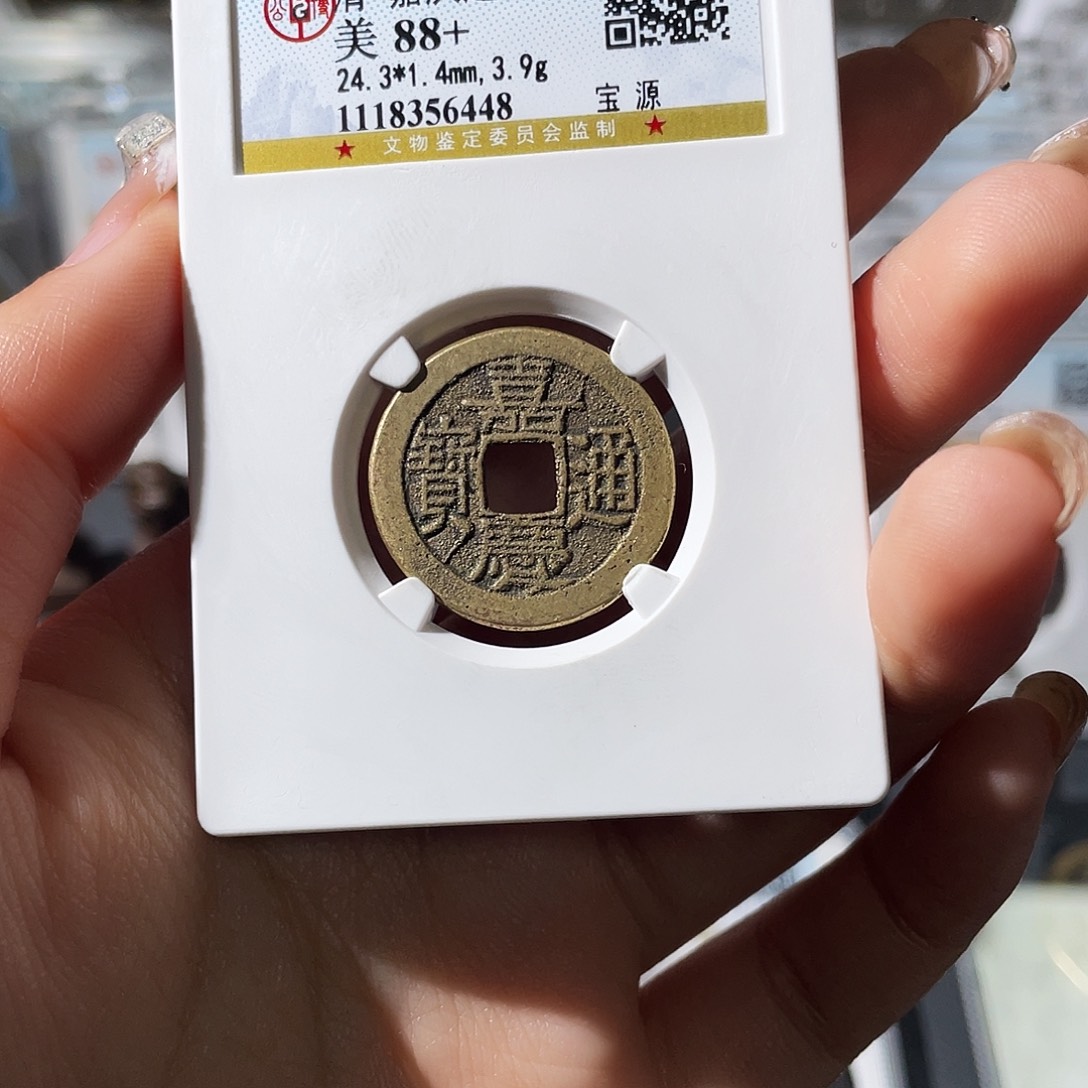 美 88+
24.3*1.4mm,3.9g
1118356448
宝源
文物鉴定委员会监制
嘉慶通寶